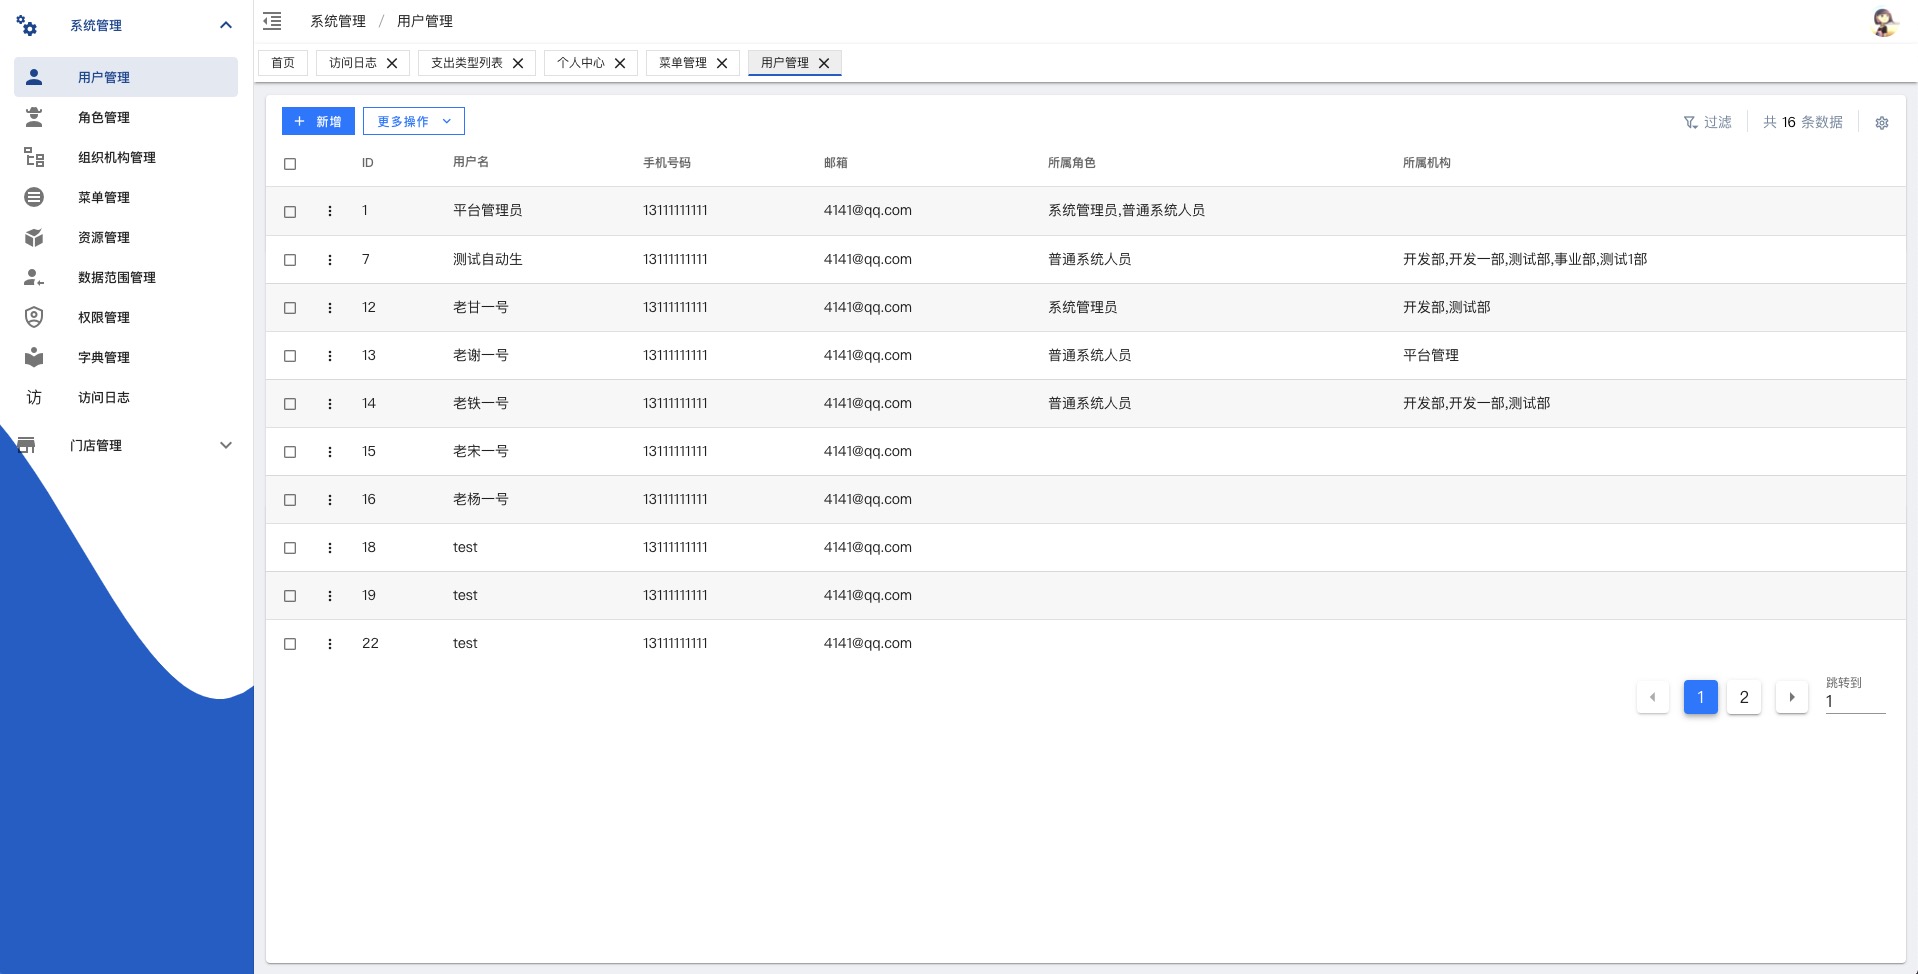 系统管理
用户管理
角色管理
组织机构管理
菜单管理
资源管理
数据范围管理
权限管理
字典管理
访 访问日志
门店管理
系统管理 / 用户管理
首页 访问日志 支出类型列表 个人中心 菜单管理 用户管理
新增 更多操作 过滤 共 16 条数据
ID 用户名 手机号码 邮箱 所属角色 所属机构
1 平台管理员 13111111111 4141@qq.com 系统管理员,普通系统人员
7 测试自动生 13111111111 4141@qq.com 普通系统人员 开发部,开发一部,测试部,事业部,测试1部
12 老甘一号 13111111111 4141@qq.com 系统管理员 开发部,测试部
13 老谢一号 13111111111 4141@qq.com 普通系统人员 平台管理
14 老铁一号 13111111111 4141@qq.com 普通系统人员 开发部,开发一部,测试部
15 老宋一号 13111111111 4141@qq.com
16 老杨一号 13111111111 4141@qq.com
18 test 13111111111 4141@qq.com
19 test 13111111111 4141@qq.com
22 test 13111111111 4141@qq.com
1 2 跳转到
1